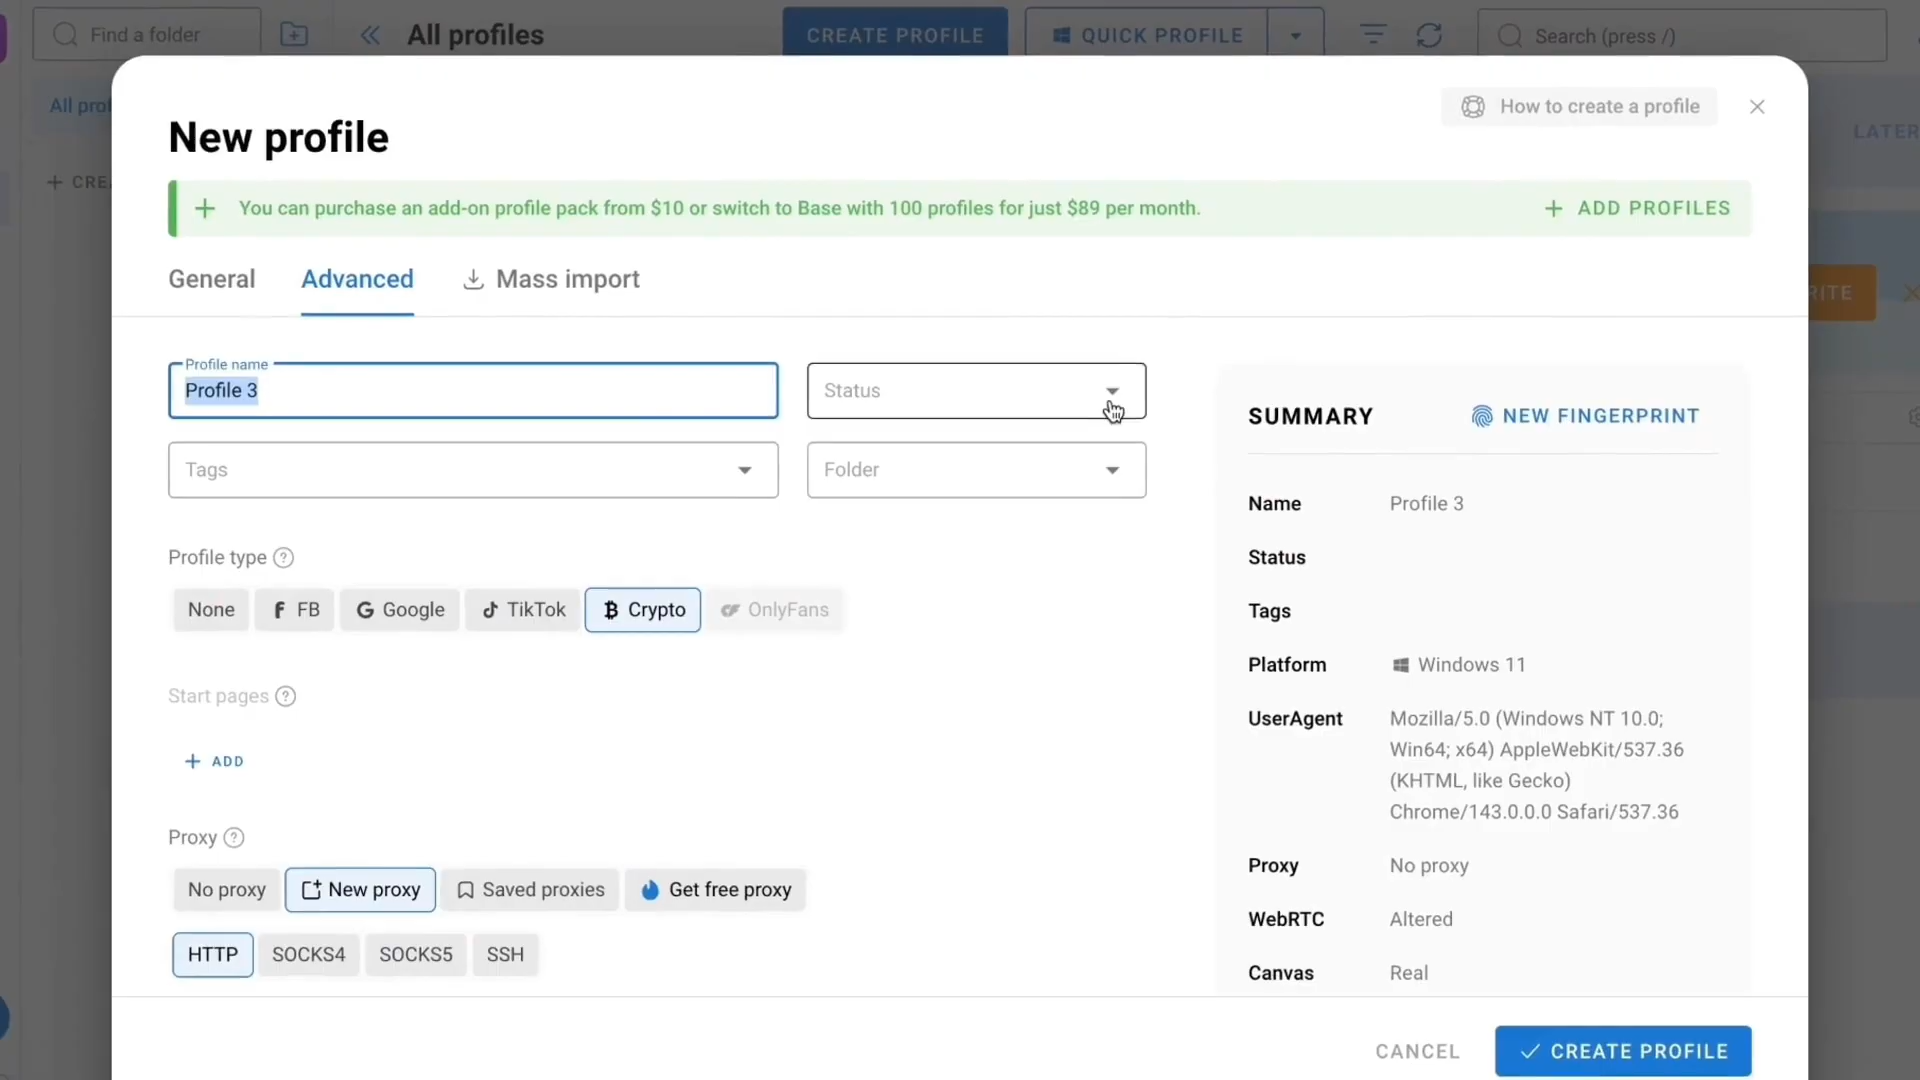 Find a folder
All profiles
CREATE PROFILE
QUICK PROFILE
Search (press /)
All prof
LATER
+ CREA
RITE
New profile
How to create a profile
+ You can purchase an add-on profile pack from $10 or switch to Base with 100 profiles for just $89 per month.
+ ADD PROFILES
General
Advanced
Mass import
Profile name
Profile 3
Status
Tags
Folder
Profile type
None
FB
Google
TikTok
Crypto
OnlyFans
Start pages
+ ADD
Proxy
No proxy
New proxy
Saved proxies
Get free proxy
HTTP
SOCKS4
SOCKS5
SSH
SUMMARY
NEW FINGERPRINT
Name Profile 3
Status
Tags
Platform Windows 11
UserAgent Mozilla/5.0 (Windows NT 10.0;
Win64; x64) AppleWebKit/537.36
(KHTML, like Gecko)
Chrome/143.0.0.0 Safari/537.36
Proxy No proxy
WebRTC Altered
Canvas Real
CANCEL
CREATE PROFILE